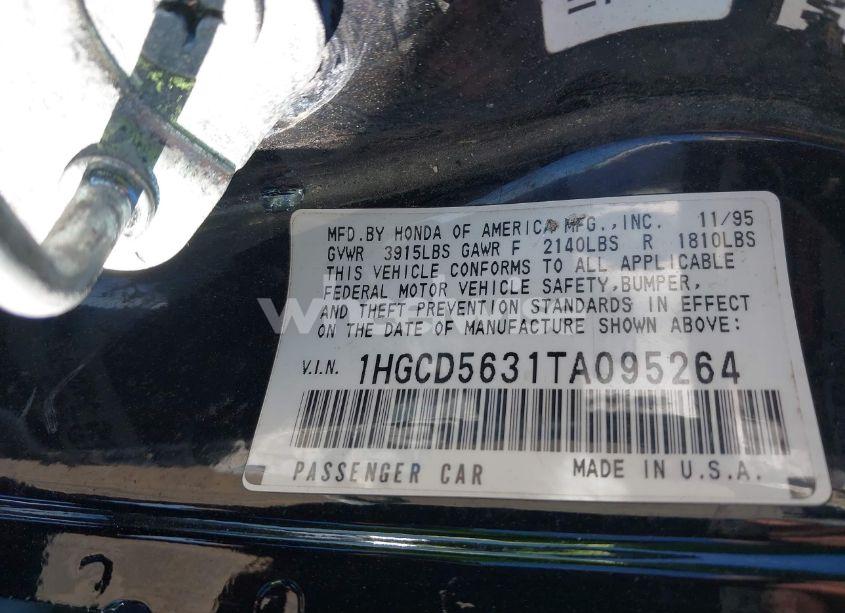 MFD.BY HONDA OF AMERICA MFG.,INC. 11/95
GVWR 3915LBS GAWR F 2140LBS R 1810LBS
THIS VEHICLE CONFORMS TO ALL APPLICABLE
FEDERAL MOTOR VEHICLE SAFETY,BUMPER,
AND THEFT PREVENTION STANDARDS IN EFFECT
ON THE DATE OF MANUFACTURE SHOWN ABOVE:
V.I.N. 1HGCD5631TA095264
PASSENGER CAR MADE IN U.S.A.